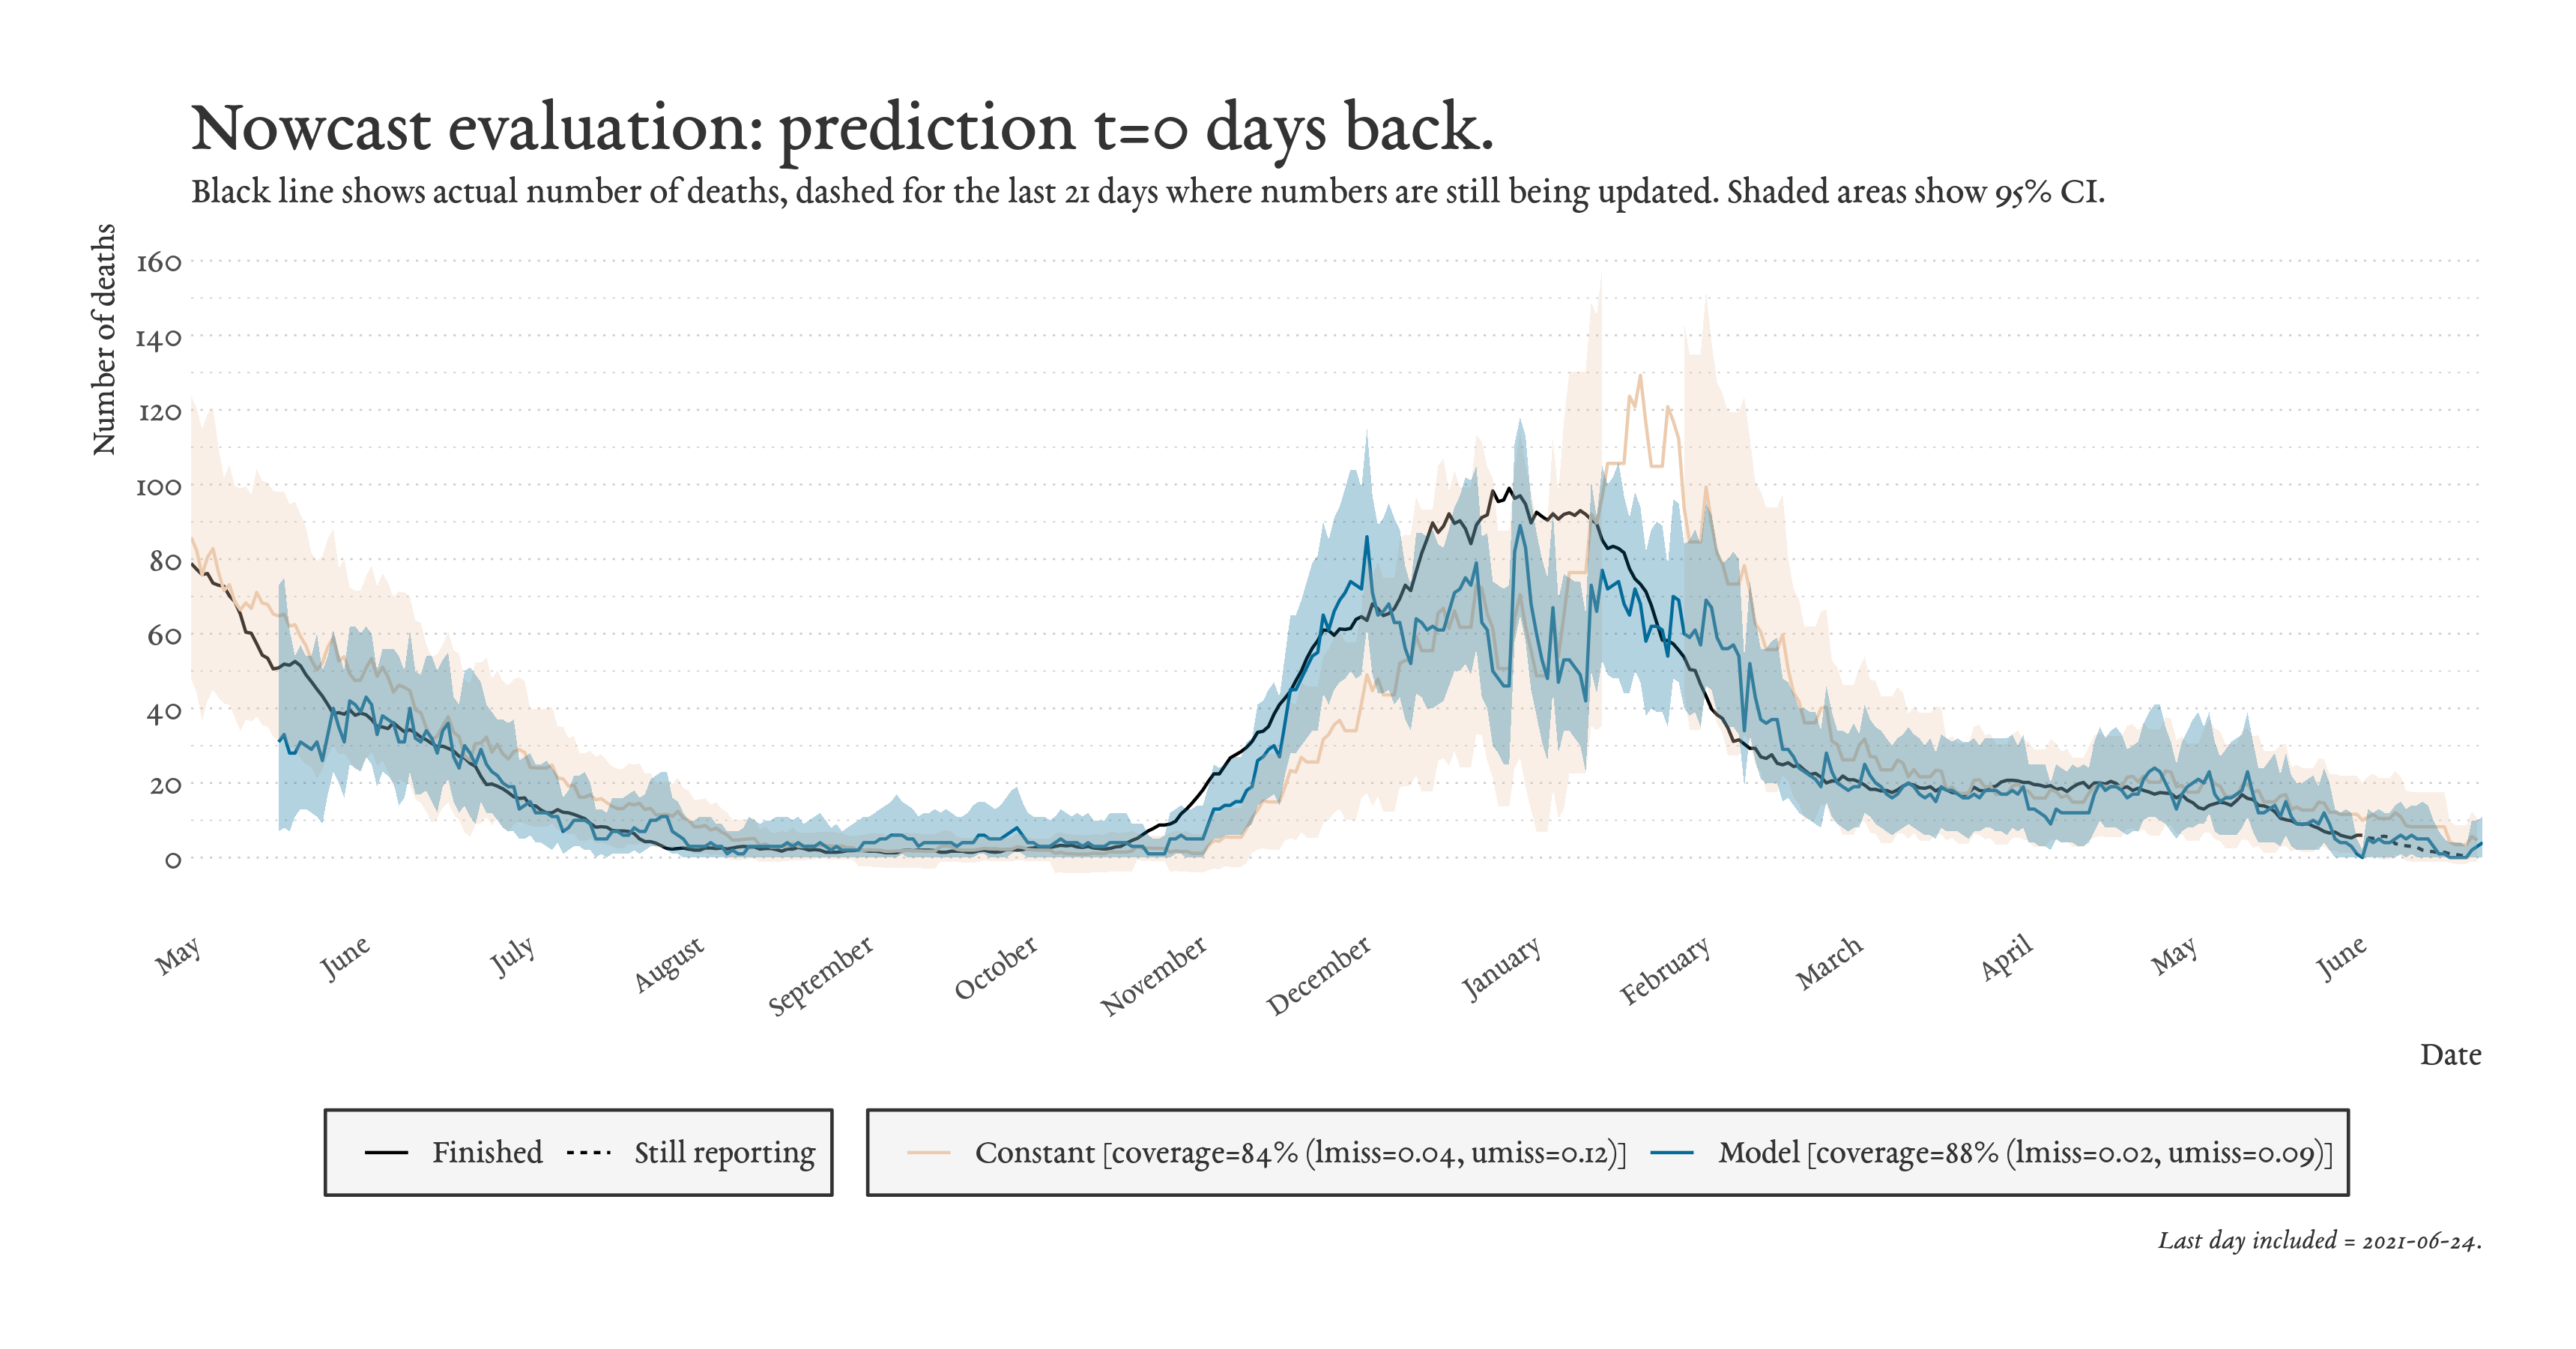 Nowcast evaluation: prediction t=0 days back.
Black line shows actual number of deaths, dashed for the last 21 days where numbers are still being updated. Shaded areas show 95% CI.
Number of deaths
160
140
120
100
80
60
40
20
0
May
June
July
August
September
October
November
December
January
February
March
April
May
June
Date
Finished
Still reporting
Constant [coverage=84% (lmiss=0.04, umiss=0.12)]
Model [coverage=88% (lmiss=0.02, umiss=0.09)]
Last day included = 2021-06-24.